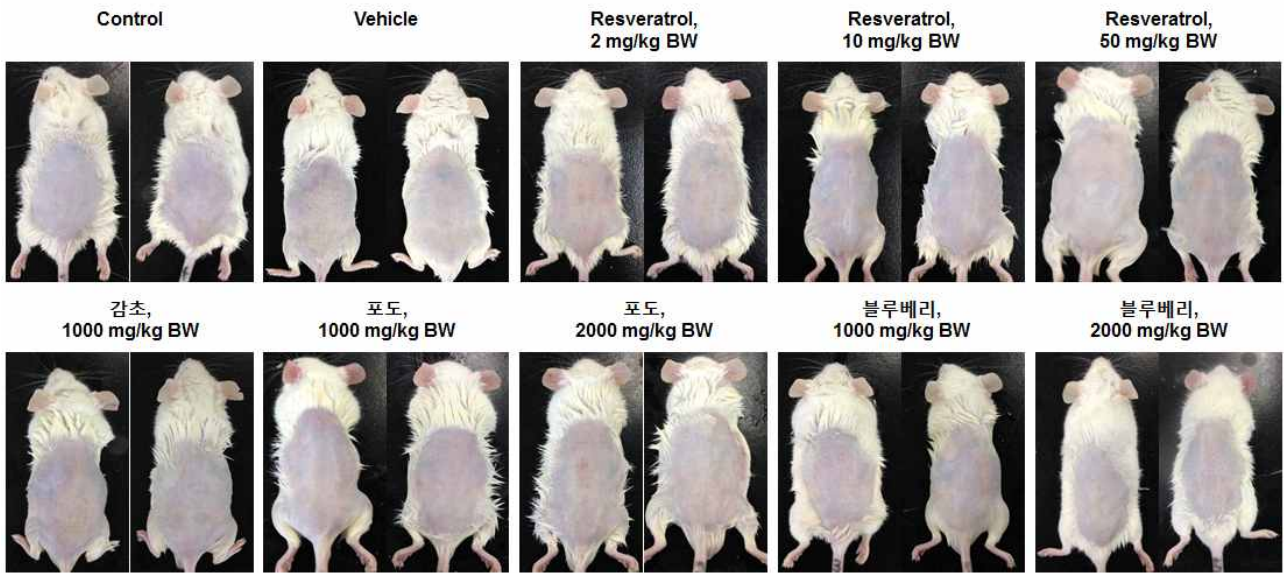 Control
Vehicle
Resveratrol,
2 mg/kg BW
Resveratrol,
10 mg/kg BW
Resveratrol,
50 mg/kg BW
감초,
1000 mg/kg BW
포도,
1000 mg/kg BW
포도,
2000 mg/kg BW
블루베리,
1000 mg/kg BW
블루베리,
2000 mg/kg BW